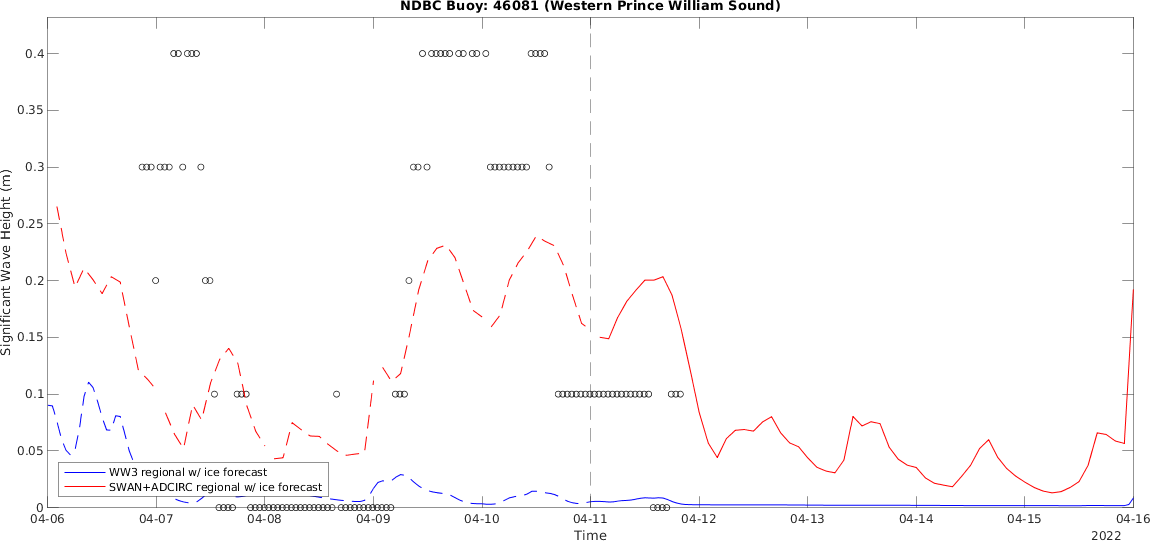 NDBC Buoy: 46081 (Western Prince William Sound)
Significant Wave Height (m)
0.4
0.35
0.3
0.25
0.2
0.15
0.1
0.05
0
WW3 regional w/ ice forecast
SWAN+ADCIRC regional w/ ice forecast
04-06 04-07 04-08 04-09 04-10 04-11 04-12 04-13 04-14 04-15 04-16
Time
2022